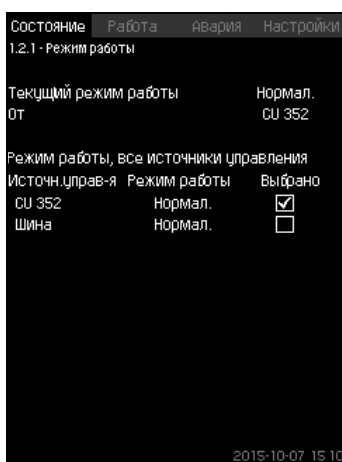 Состояние Работа Авария Настройки
1.2.1 - Режим работы
Текущий режим работы Нормал.
От CU 352
Режим работы, все источники управления
Источн.управ-я Режим работы Выбрано
CU 352 Нормал.
Шина Нормал.
2015-10-07 15:10